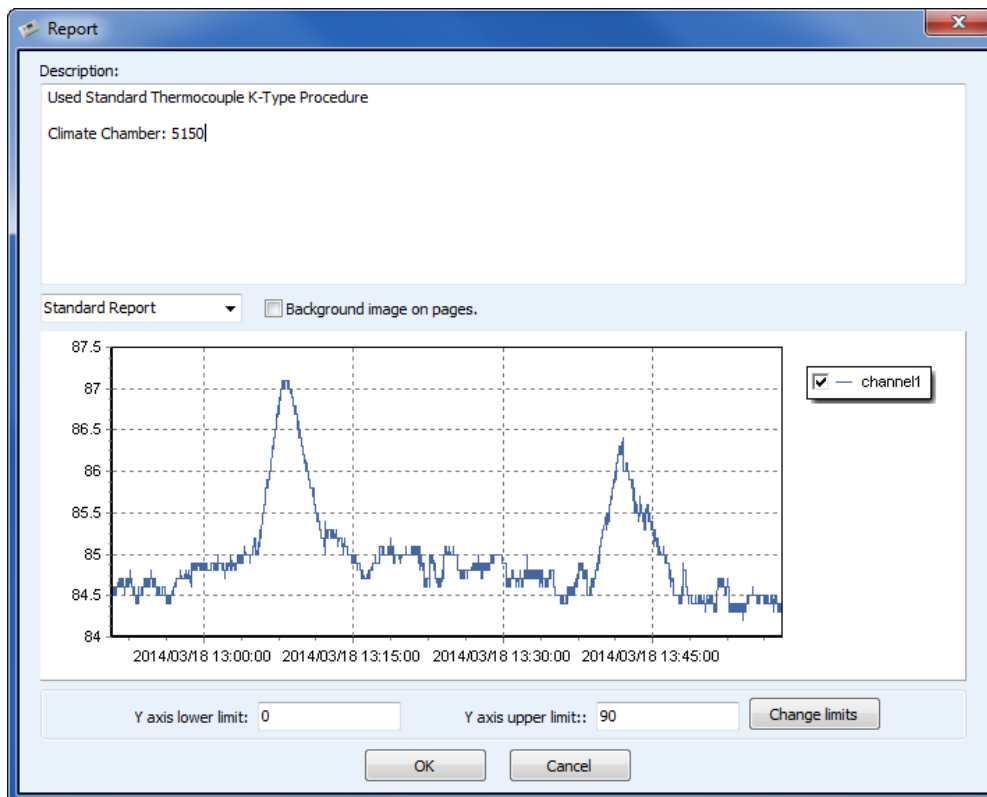 Report
Description:
Used Standard Thermocouple K-Type Procedure
Climate Chamber: 5150
Standard Report
Background image on pages.
87.5
87
86.5
86
85.5
85
84.5
84
channel1
2014/03/18 13:00:00 2014/03/18 13:15:00 2014/03/18 13:30:00 2014/03/18 13:45:00
Y axis lower limit: 0 Y axis upper limit:: 90 Change limits
OK Cancel